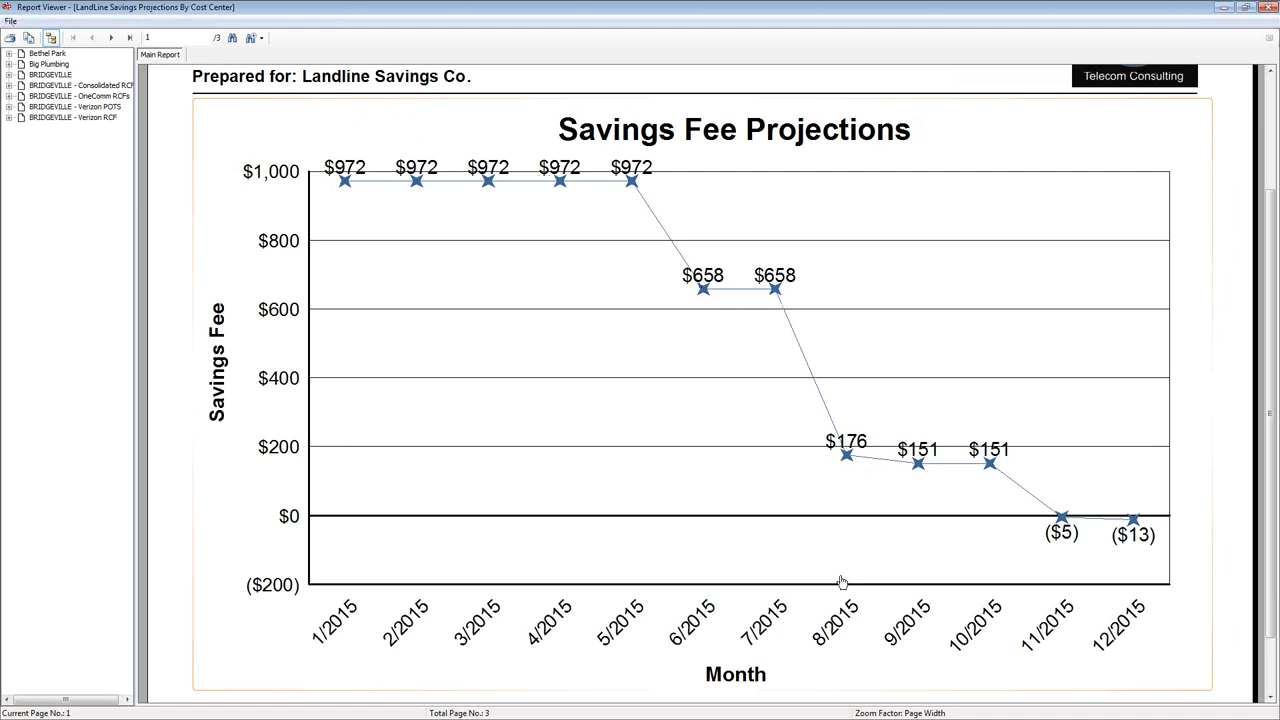 Report Viewer - [LandLine Savings Projections By Cost Center]
File
1 /3
Bethel Park
Big Plumbing
BRIDGEVILLE
BRIDGEVILLE - Consolidated RCF
BRIDGEVILLE - OneComm RCFs
BRIDGEVILLE - Verizon POTS
BRIDGEVILLE - Verizon RCF
Main Report
Prepared for: Landline Savings Co.
Telecom Consulting
Savings Fee Projections
$972 $972 $972 $972 $972
$658 $658
$176 $151 $151
($5) ($13)
$1,000
$800
$600
$400
$200
$0
($200)
Savings Fee
1/2015 2/2015 3/2015 4/2015 5/2015 6/2015 7/2015 8/2015 9/2015 10/2015 11/2015 12/2015
Month
Current Page No.: 1 Total Page No.: 3 Zoom Factor: Page Width